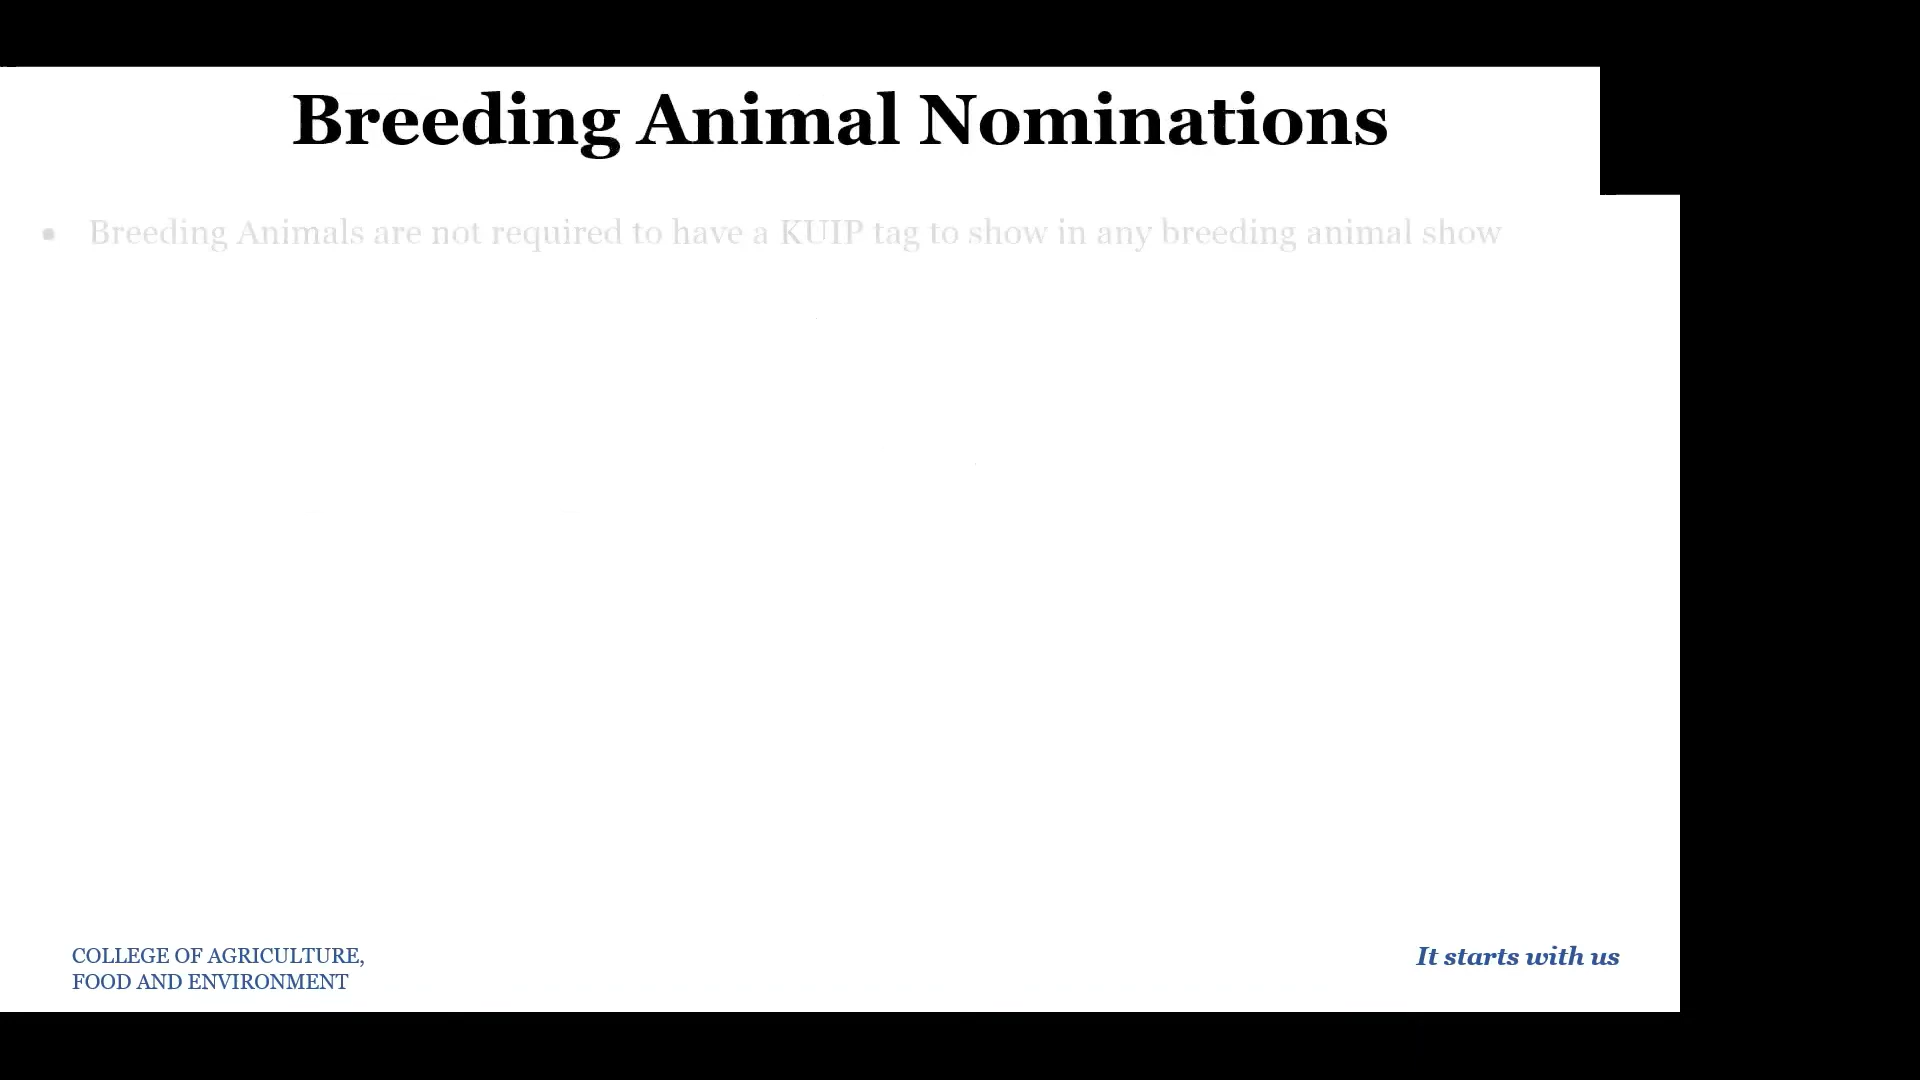 Breeding Animal Nominations
• Breeding Animals are not required to have a KUIP tag to show in any breeding animal show
COLLEGE OF AGRICULTURE,
FOOD AND ENVIRONMENT
It starts with us